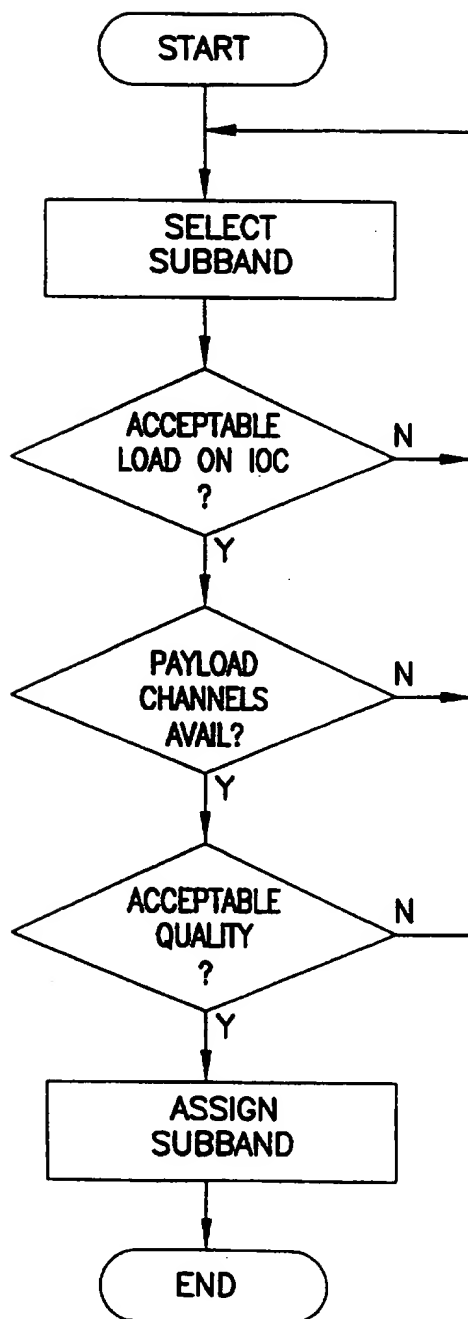 START
SELECT
SUBBAND
ACCEPTABLE
LOAD ON IOC
?
N
Y
PAYLOAD
CHANNELS
AVAIL?
N
Y
ACCEPTABLE
QUALITY
?
N
Y
ASSIGN
SUBBAND
END